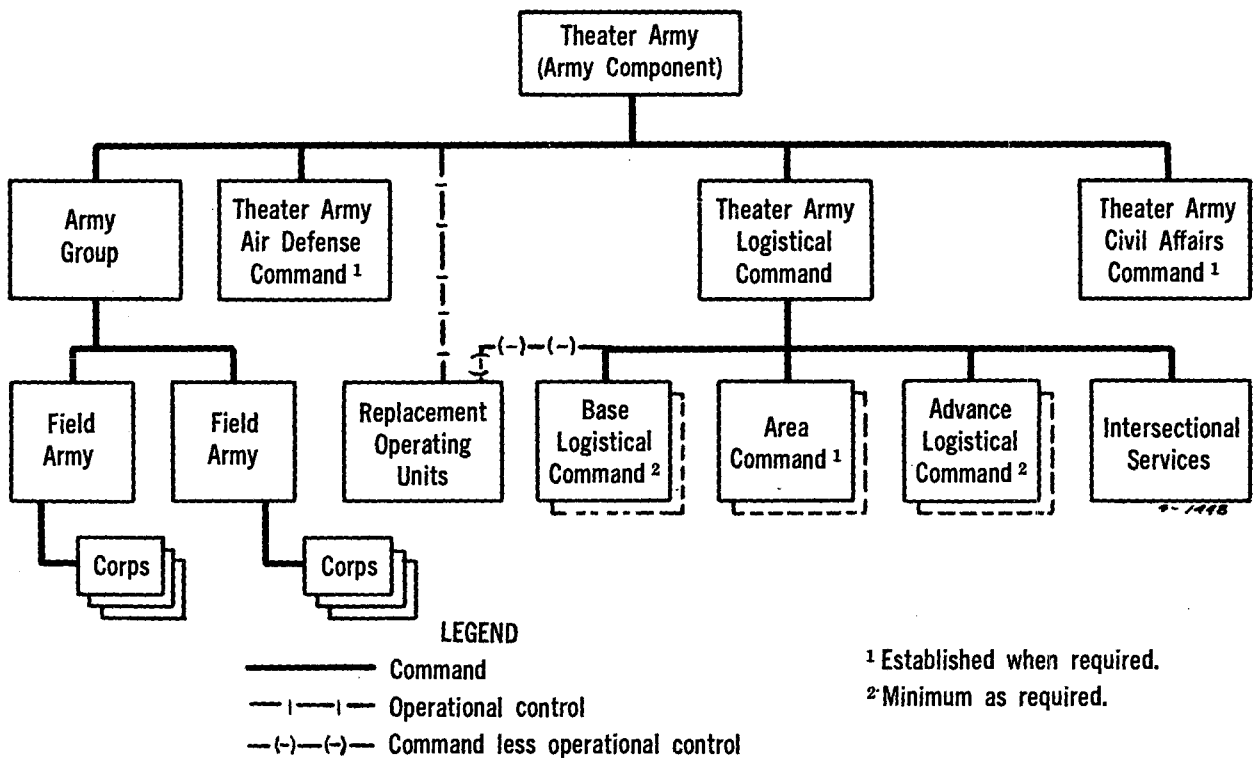 Theater Army
(Army Component)
Army
Group
Theater Army
Air Defense
Command 1
Theater Army
Logistical
Command
Theater Army
Civil Affairs
Command 1
Field
Army
Field
Army
Replacement
Operating
Units
Base
Logistical
Command 2
Area
Command 1
Advance
Logistical
Command 2
Intersectional
Services
Corps
Corps
LEGEND
Command
Operational control
Command less operational control
1 Established when required.
2 Minimum as required.